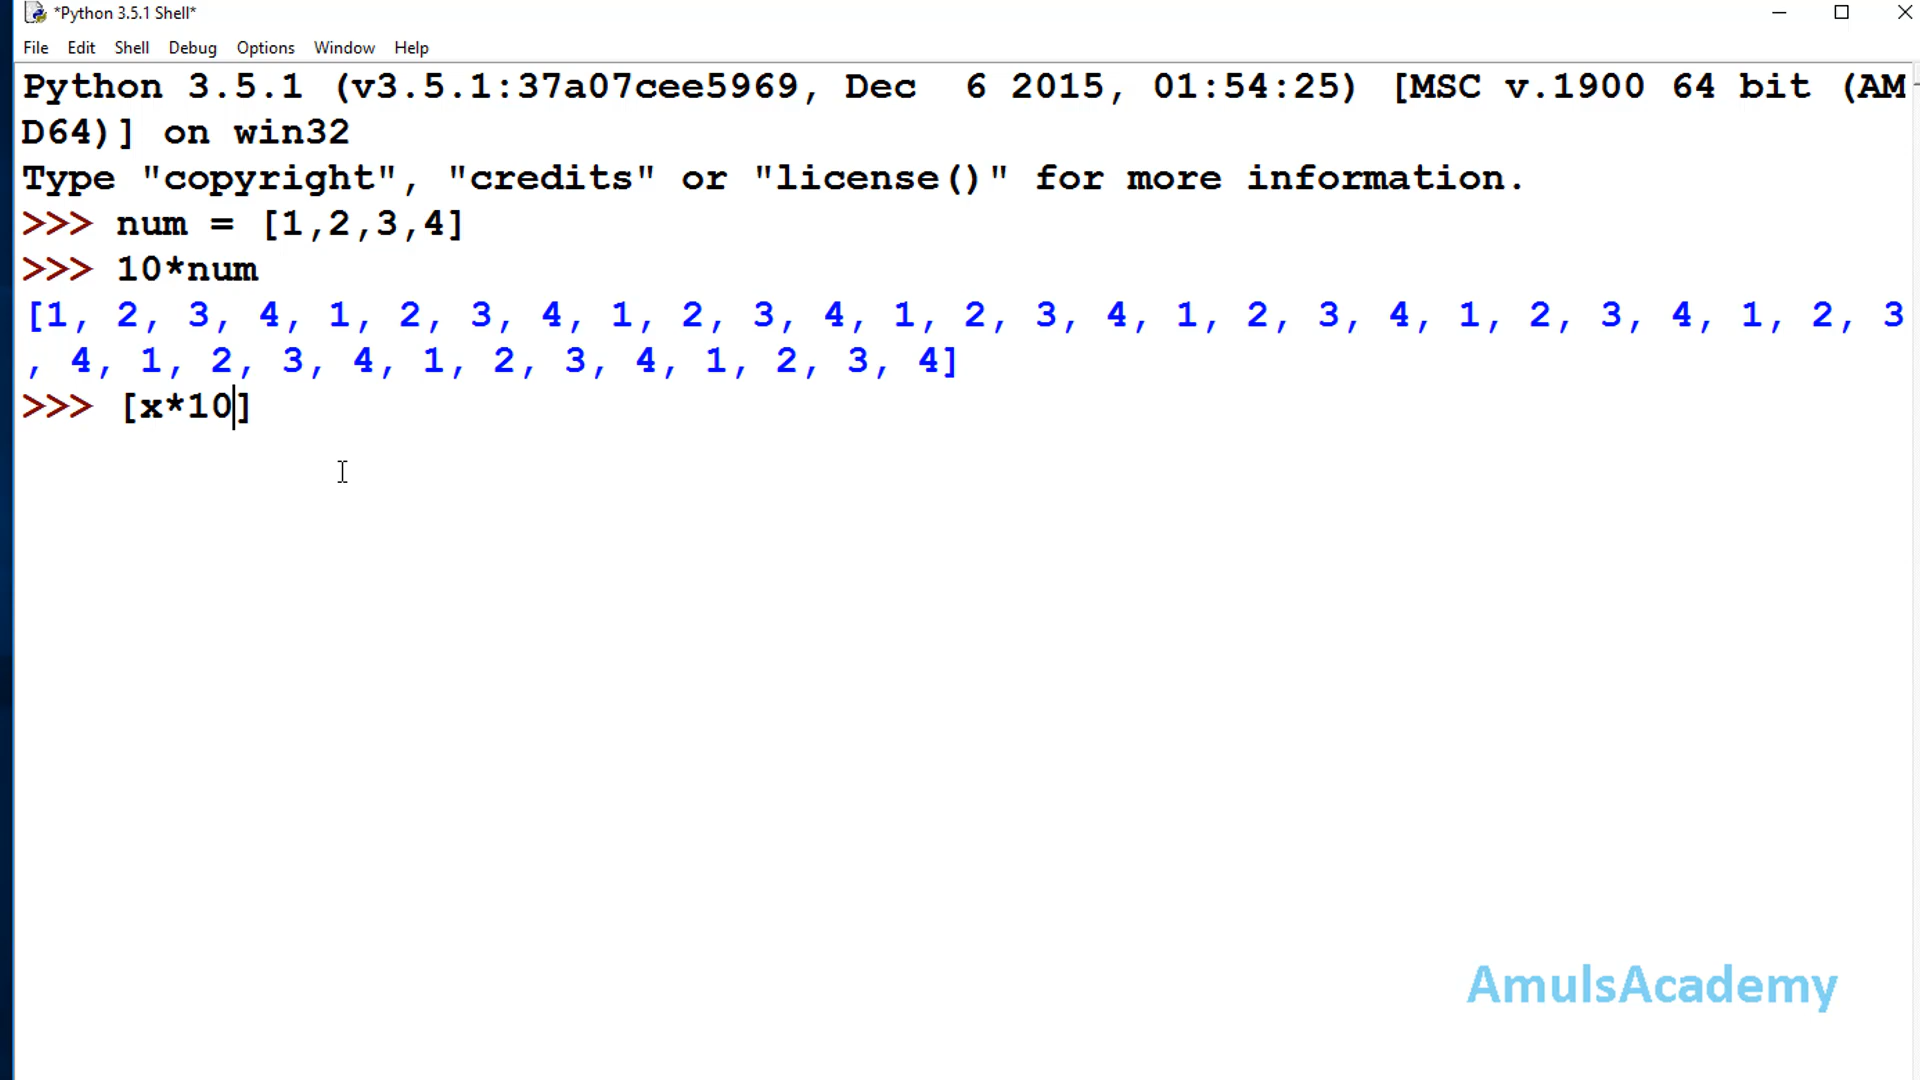 *Python 3.5.1 Shell*
File Edit Shell Debug Options Window Help
Python 3.5.1 (v3.5.1:37a07cee5969, Dec  6 2015, 01:54:25) [MSC v.1900 64 bit (AM
D64)] on win32
Type "copyright", "credits" or "license()" for more information.
>>> num = [1,2,3,4]
>>> 10*num
[1, 2, 3, 4, 1, 2, 3, 4, 1, 2, 3, 4, 1, 2, 3, 4, 1, 2, 3, 4, 1, 2, 3, 4, 1, 2, 3
, 4, 1, 2, 3, 4, 1, 2, 3, 4, 1, 2, 3, 4]
>>> [x*10]
AmulsAcademy